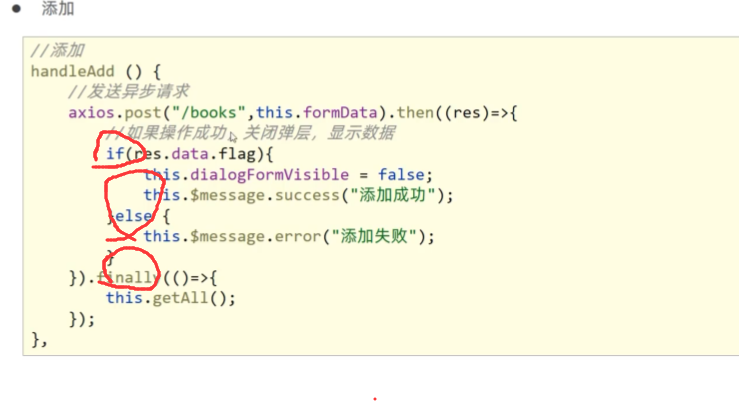 ● 添加
//添加
handleAdd () {
//发送异步请求
axios.post("/books",this.formData).then((res)=>{
//如果操作成功，关闭弹层，显示数据
if(res.data.flag){
this.dialogFormVisible = false;
this.$message.success("添加成功");
}else {
this.$message.error("添加失败");
}
}).finally(()=>{
this.getAll();
});
},